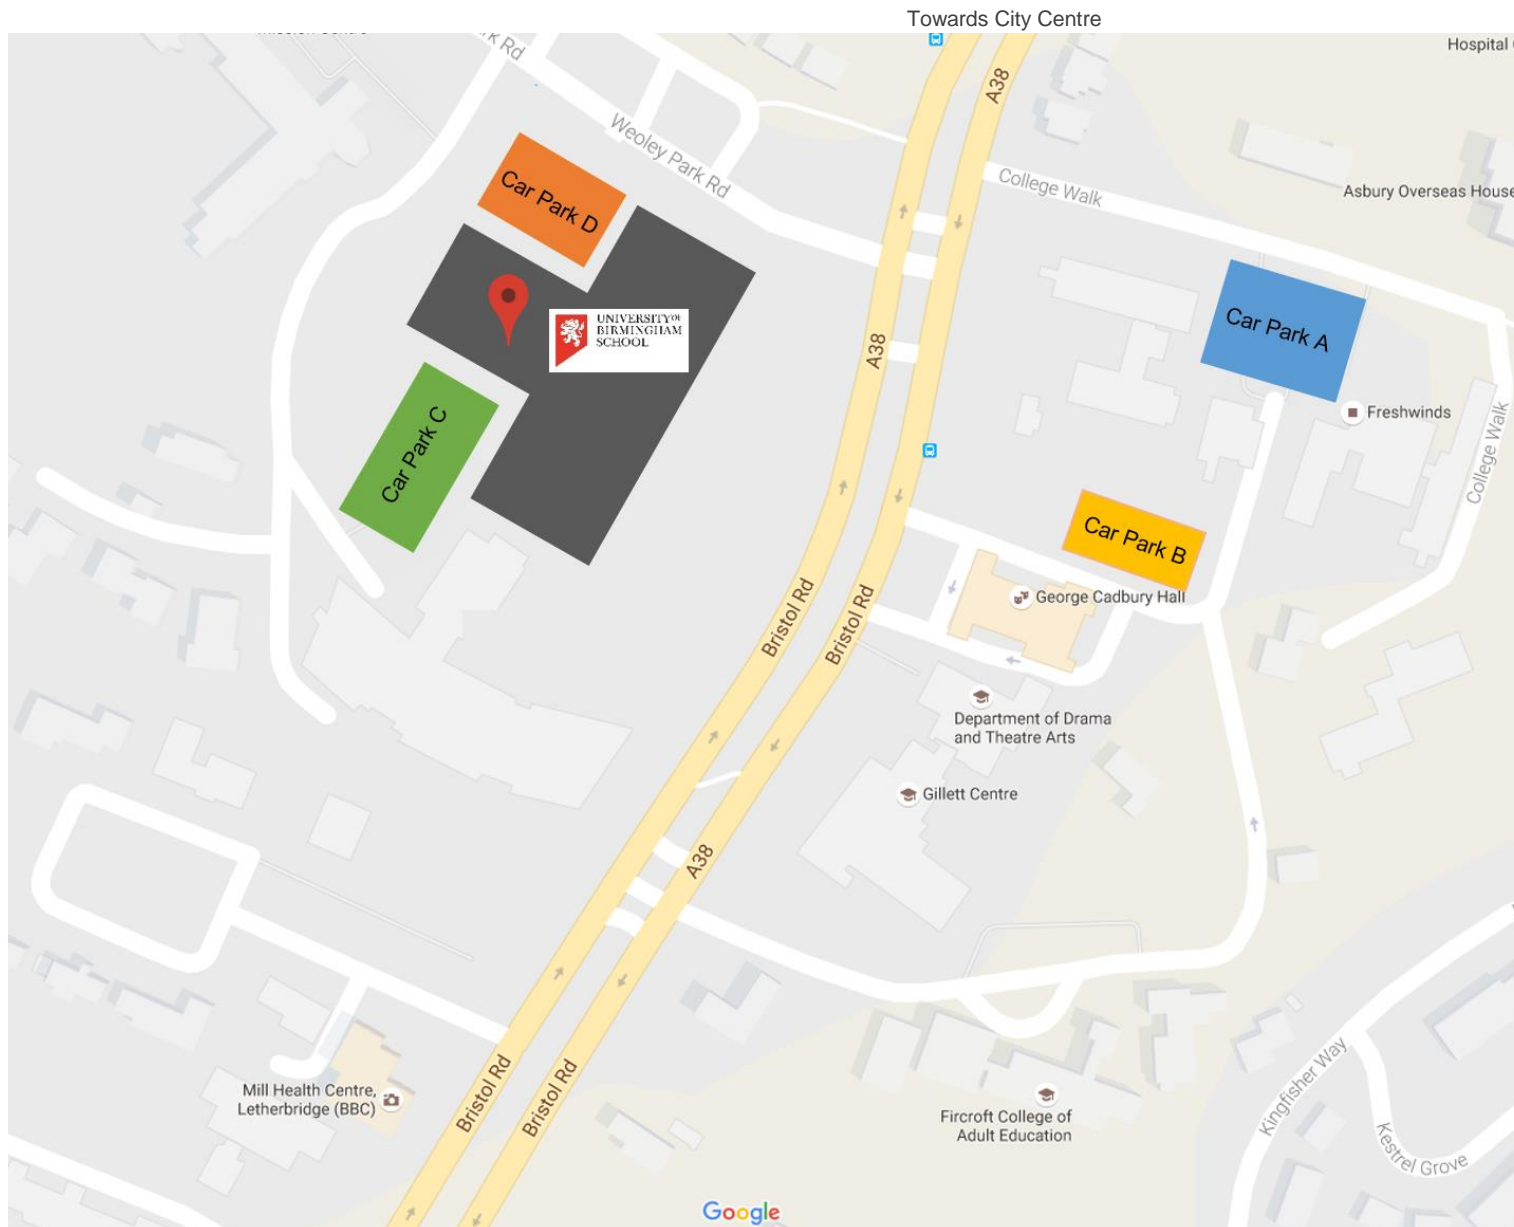 Towards City Centre
Hospital
rk Rd
A38
Weoley Park Rd
College Walk
Asbury Overseas House
Car Park D
Car Park A
UNIVERSITY OF
BIRMINGHAM
SCHOOL
A38
Freshwinds
Car Park C
College Walk
Car Park B
George Cadbury Hall
Bristol Rd
Bristol Rd
Department of Drama
and Theatre Arts
Gillett Centre
A38
Mill Health Centre,
Letherbridge (BBC)
Bristol Rd
Bristol Rd
Fircroft College of
Adult Education
Kingfisher Way
Kestrel Grove
Google